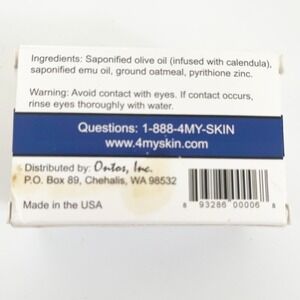 Ingredients: Saponified olive oil (infused with calendula),
saponified emu oil, ground oatmeal, pyrithione zinc.
Warning: Avoid contact with eyes. If contact occurs,
rinse eyes thoroughly with water.
Questions: 1-888-4MY-SKIN
www.4myskin.com
Distributed by: Ontos, Inc.
P.O. Box 89, Chehalis, WA 98532
Made in the USA
8 93286 00006 8